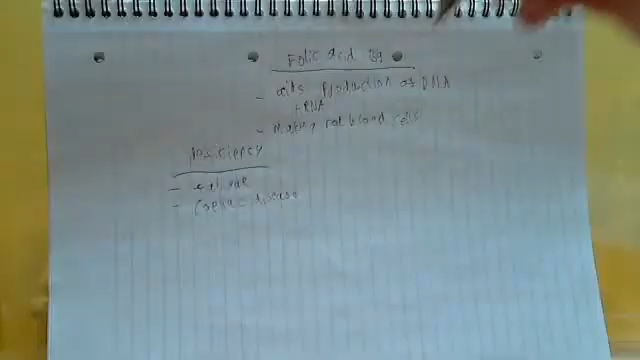 Folic acid B9
- aids production of DNA
+ RNA
- Making red blood cells
Deficiency
-
- Coeliac disease